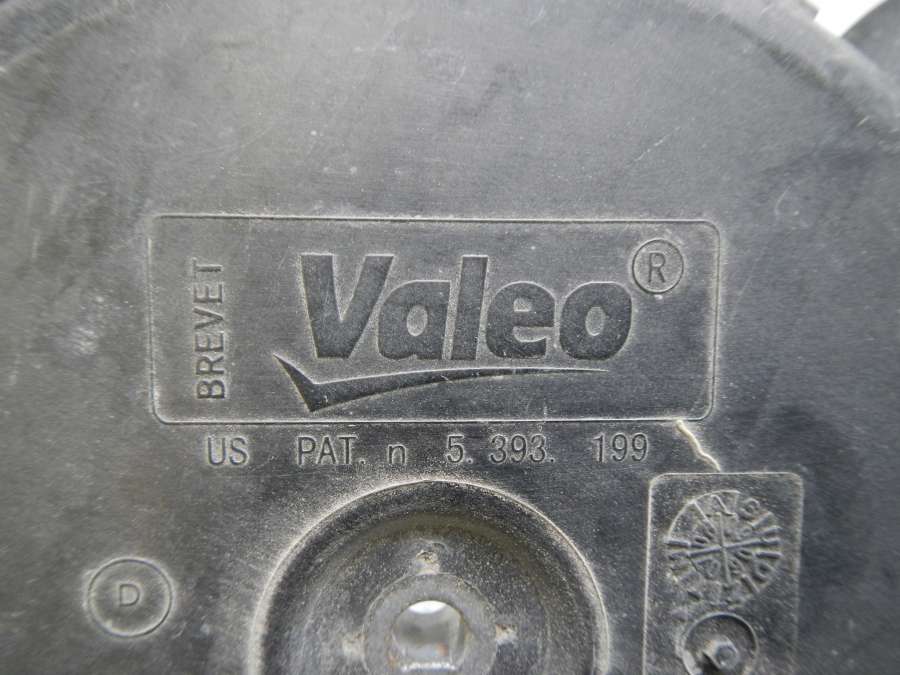 BREVET
Valeo®
US PAT. n 5. 393. 199
D